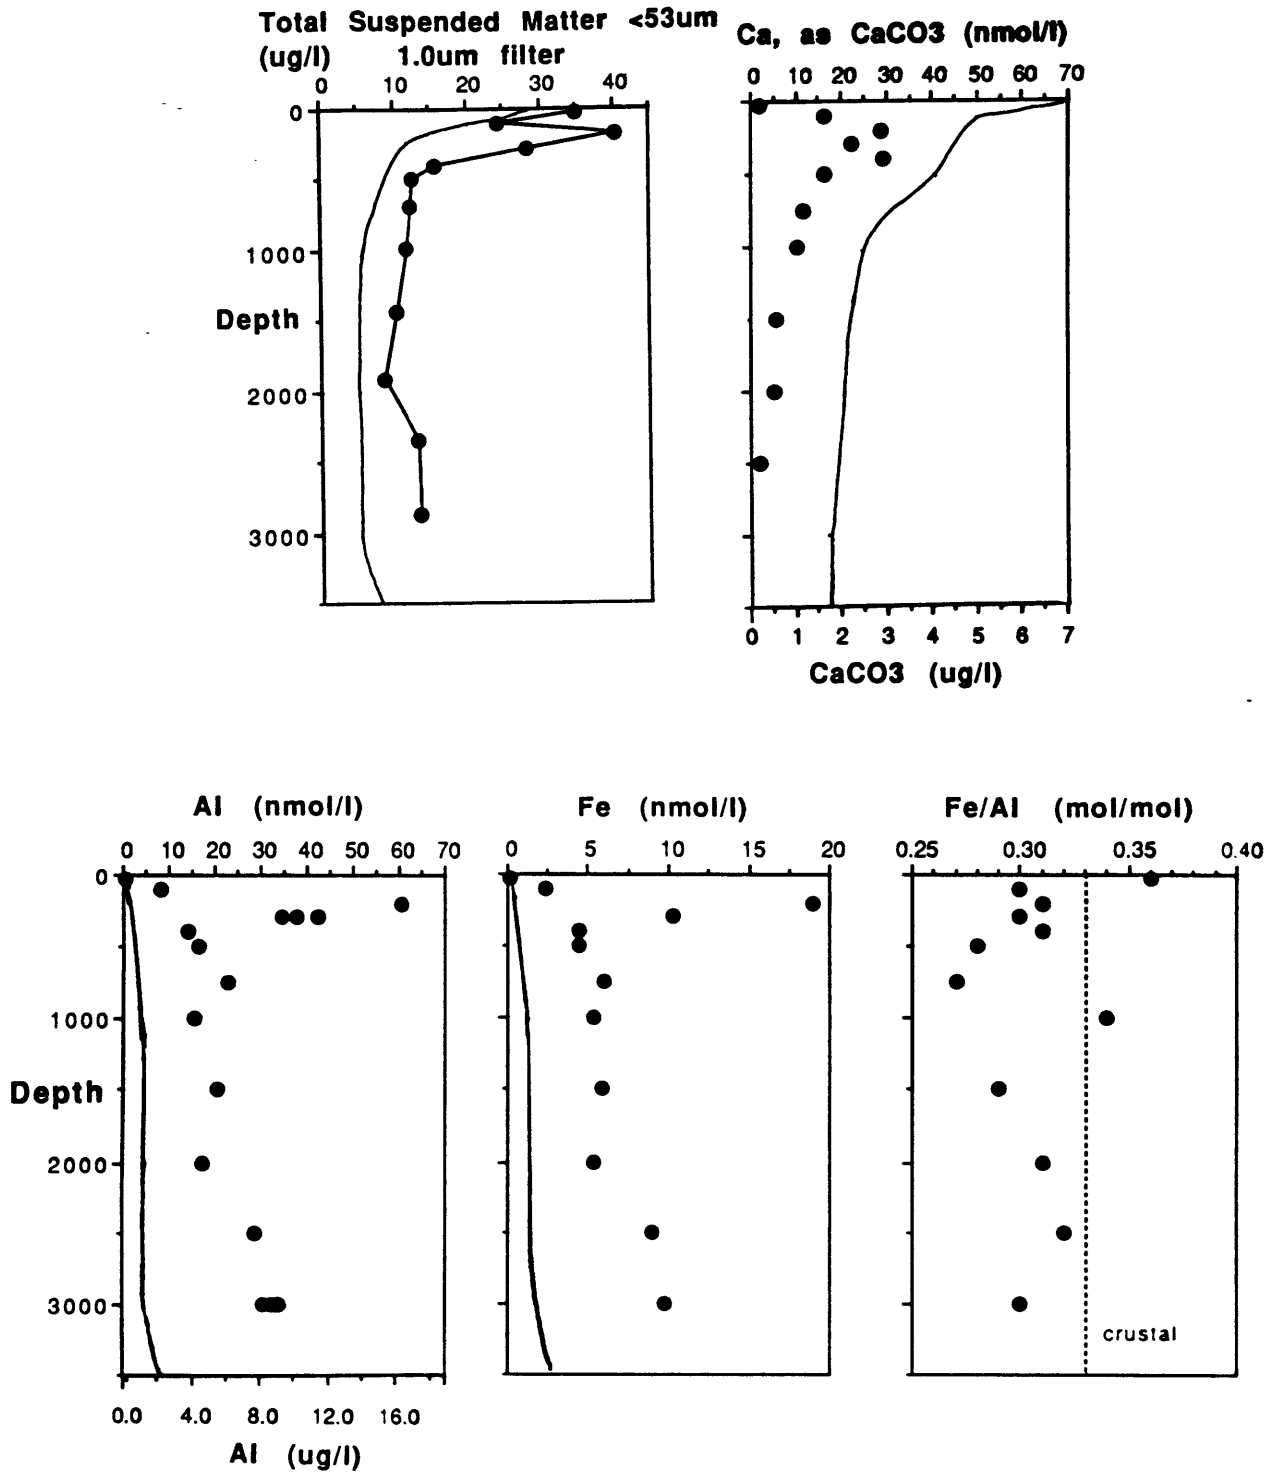 Total Suspended Matter <53um
(ug/l) 1.0um filter
0 10 20 30 40
0
1000
Depth
2000
3000
Ca, as CaCO3 (nmol/l)
0 10 20 30 40 50 60 70
0 1 2 3 4 5 6 7
CaCO3 (ug/l)
Al (nmol/l)
0 10 20 30 40 50 60 70
0
1000
Depth
2000
3000
0.0 4.0 8.0 12.0 16.0
Al (ug/l)
Fe (nmol/l)
0 5 10 15 20
Fe/Al (mol/mol)
0.25 0.30 0.35 0.40
crustal